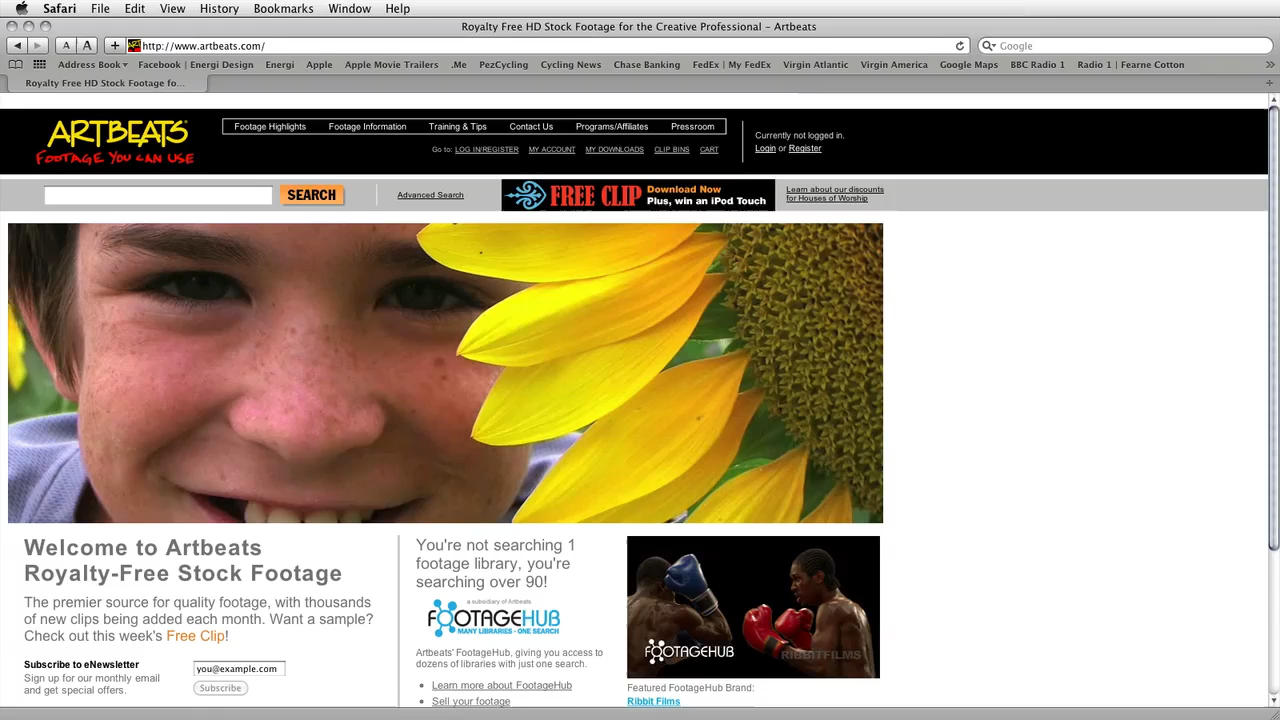 Safari File Edit View History Bookmarks Window Help
Royalty Free HD Stock Footage for the Creative Professional – Artbeats
A A + http://www.artbeats.com/ Google
Address Book Facebook | Energi Design Energi Apple Apple Movie Trailers .Me PezCycling Cycling News Chase Banking FedEx | My FedEx Virgin Atlantic Virgin America Google Maps BBC Radio 1 Radio 1 | Fearne Cotton >>
Royalty Free HD Stock Footage fo...
ARTBEATS®
FOOTAGE YOU CAN USE
Footage Highlights Footage Information Training & Tips Contact Us Programs/Affiliates Pressroom
Go to: LOG IN/REGISTER MY ACCOUNT MY DOWNLOADS CLIP BINS CART
Currently not logged in.
Login or Register
SEARCH
Advanced Search
FREE CLIP
Download Now
Plus, win an iPod Touch
Learn about our discounts
for Houses of Worship
Welcome to Artbeats
Royalty-Free Stock Footage
The premier source for quality footage, with thousands
of new clips being added each month. Want a sample?
Check out this week's Free Clip!
Subscribe to eNewsletter
Sign up for our monthly email
and get special offers.
you@example.com
Subscribe
You're not searching 1
footage library, you're
searching over 90!
a subsidiary of Artbeats
FOOTAGEHUB
MANY LIBRARIES - ONE SEARCH
Artbeats' FootageHub, giving you access to
dozens of libraries with just one search.
• Learn more about FootageHub
• Sell your footage
FOOTAGEHUB
RIBBITFILMS
Featured FootageHub Brand:
Ribbit Films